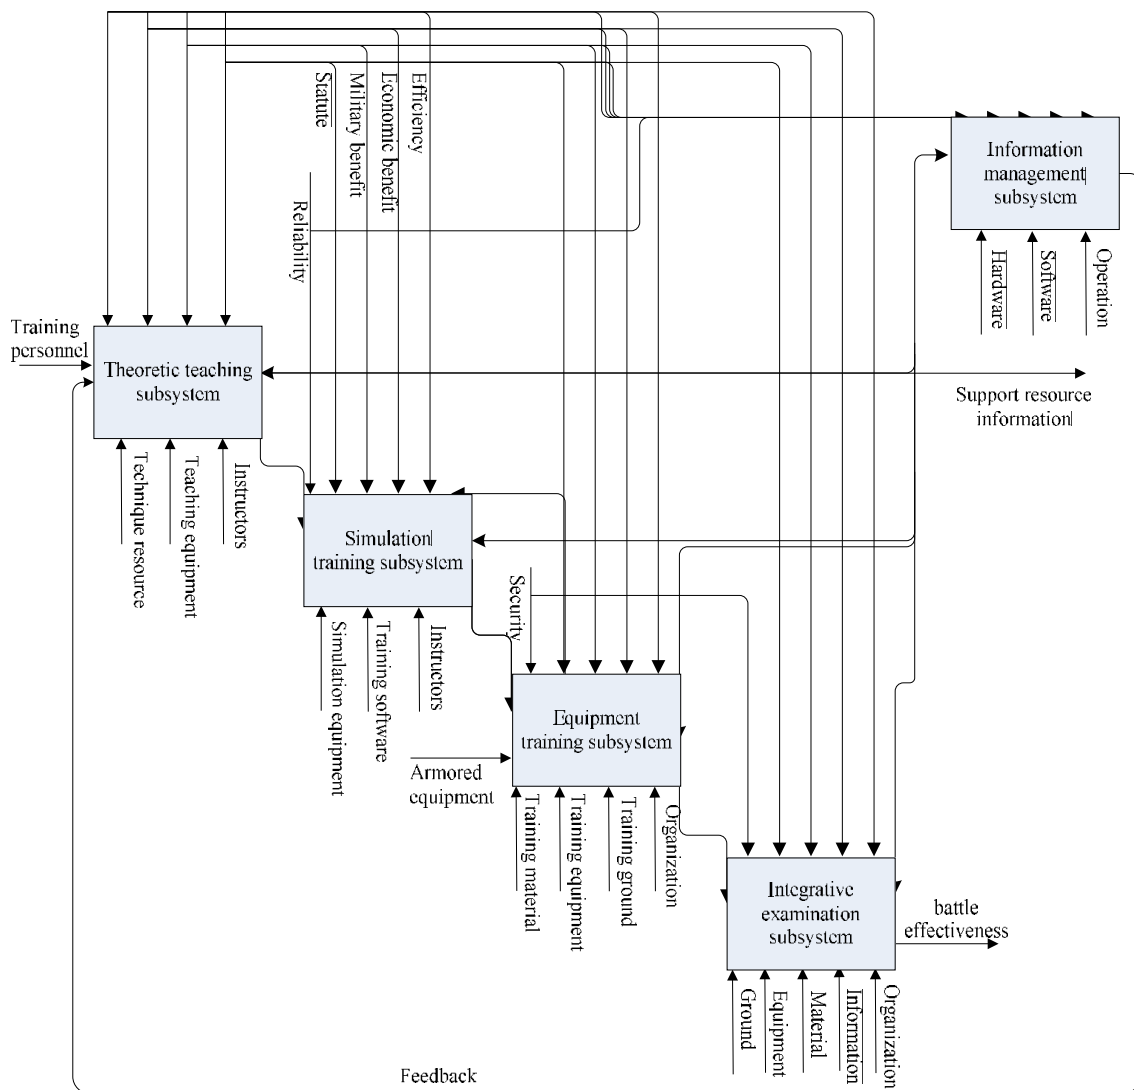 Statute
Military benefit
Economic benefit
Efficiency
Reliability
Information
management
subsystem
Hardware
Software
Operation
Training
personnel
Theoretic teaching
subsystem
Support resource
information
Technique resource
Teaching equipment
Instructors
Simulation
training subsystem
Security
Simulation equipment
Training software
Instructors
Equipment
training subsystem
Armored
equipment
Training material
Training equipment
Training ground
Organization
Integrative
examination
subsystem
battle
effectiveness
Ground
Equipment
Material
Information
Organization
Feedback